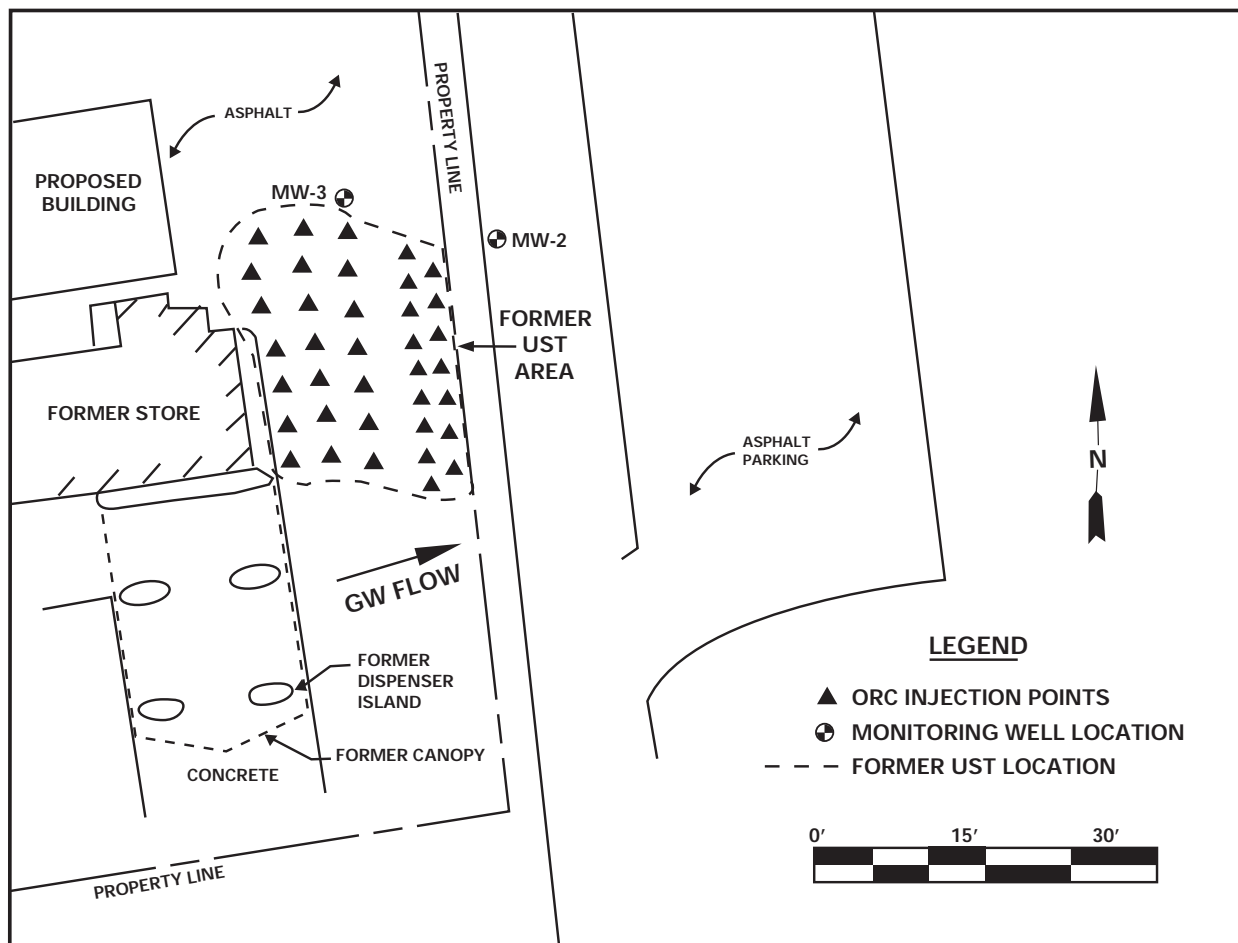 ASPHALT
PROPERTY LINE
PROPOSED
BUILDING
MW-3
MW-2
FORMER
UST
AREA
FORMER STORE
ASPHALT
PARKING
N
GW FLOW
FORMER
DISPENSER
ISLAND
FORMER CANOPY
CONCRETE
PROPERTY LINE
LEGEND
ORC INJECTION POINTS
MONITORING WELL LOCATION
FORMER UST LOCATION
0' 15' 30'